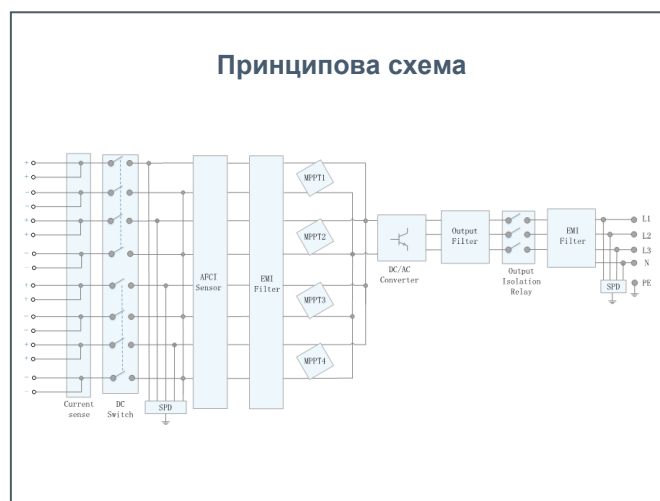 Принципова схема
+
+
−
−
+
+
−
−
+
+
−
−
+
+
−
−
Current
sense
DC
Switch
SPD
AFCI
Sensor
EMI
Filter
MPPT1
MPPT2
MPPT3
MPPT4
DC/AC
Converter
Output
Filter
Output
Isolation
Relay
EMI
Filter
L1
L2
L3
N
SPD
PE